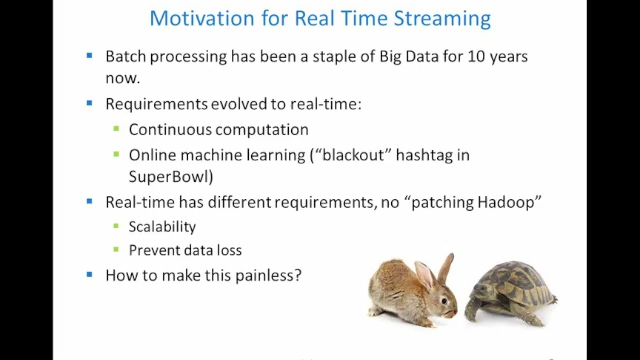 Motivation for Real Time Streaming
Batch processing has been a staple of Big Data for 10 years
now.
Requirements evolved to real-time:
Continuous computation
Online machine learning (“blackout” hashtag in
SuperBowl)
Real-time has different requirements, no “patching Hadoop”
Scalability
Prevent data loss
How to make this painless?